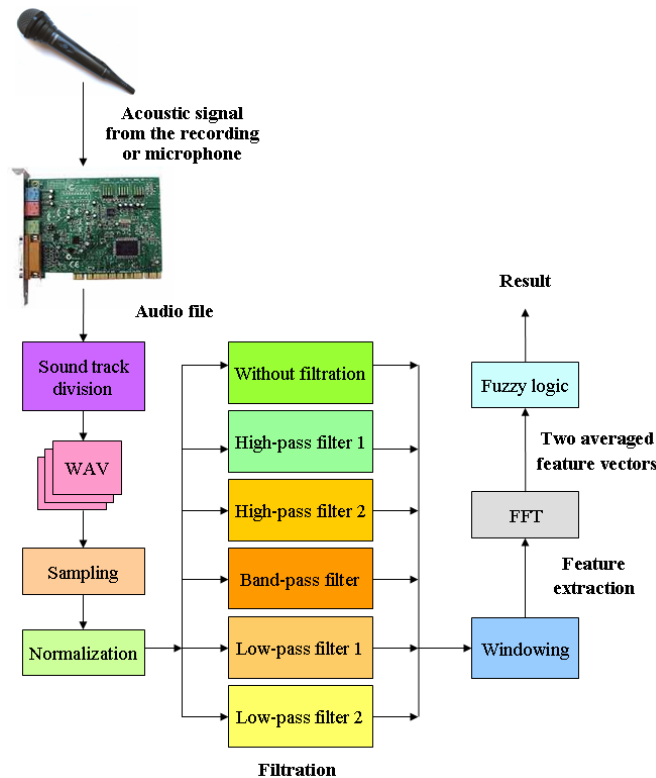 Acoustic signal
from the recording
or microphone
Audio file
Sound track
division
WAV
Sampling
Normalization
Without filtration
High-pass filter 1
High-pass filter 2
Band-pass filter
Low-pass filter 1
Low-pass filter 2
Filtration
Windowing
Feature
extraction
FFT
Two averaged
feature vectors
Fuzzy logic
Result